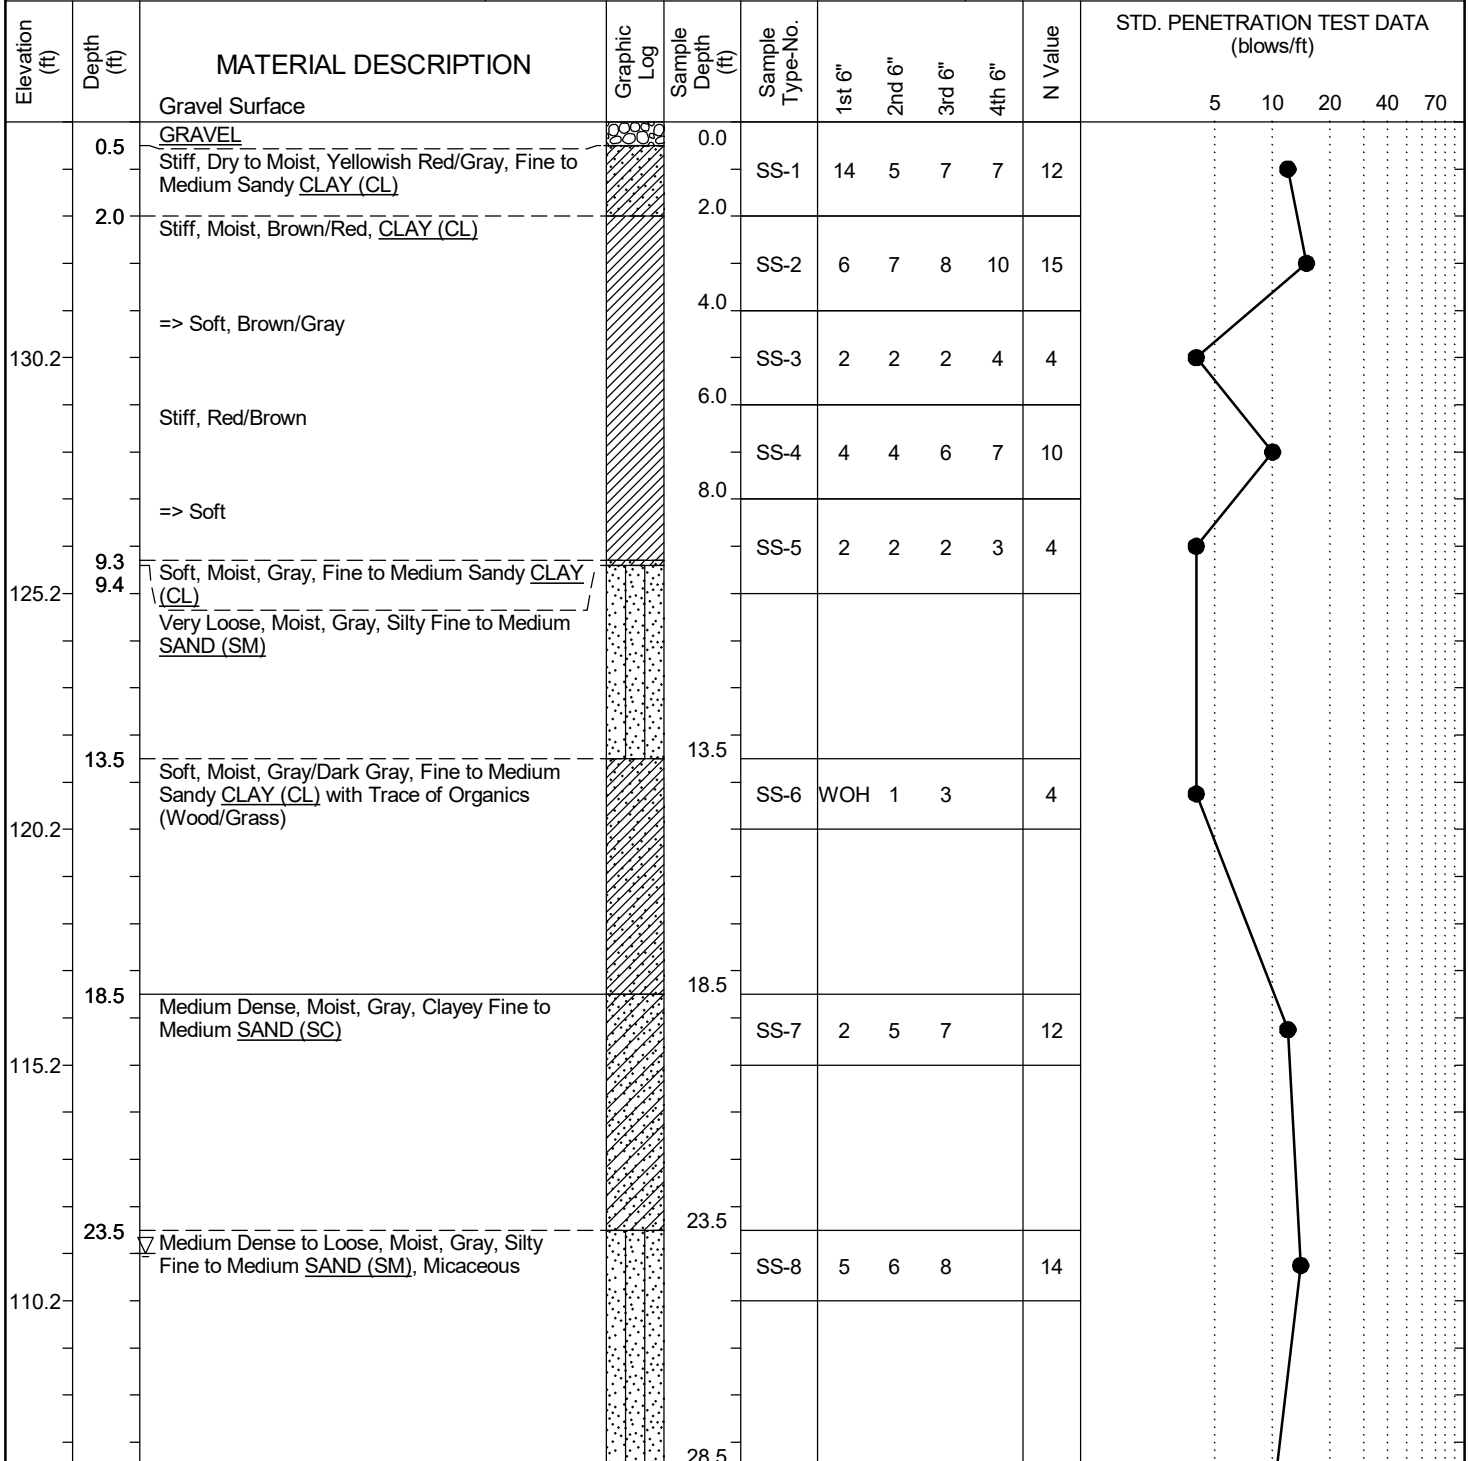 Elevation (ft)
Depth (ft)
MATERIAL DESCRIPTION
Gravel Surface
Graphic Log
Sample Depth (ft)
Sample Type-No.
1st 6"
2nd 6"
3rd 6"
4th 6"
N Value
STD. PENETRATION TEST DATA
(blows/ft)
5 10 20 40 70
GRAVEL
0.0
0.5
Stiff, Dry to Moist, Yellowish Red/Gray, Fine to
Medium Sandy CLAY (CL)
SS-1 14 5 7 7 12
2.0
2.0
Stiff, Moist, Brown/Red, CLAY (CL)
SS-2 6 7 8 10 15
4.0
=> Soft, Brown/Gray
130.2
SS-3 2 2 2 4 4
6.0
Stiff, Red/Brown
SS-4 4 4 6 7 10
8.0
=> Soft
SS-5 2 2 2 3 4
9.3
9.4
Soft, Moist, Gray, Fine to Medium Sandy CLAY
(CL)
125.2
Very Loose, Moist, Gray, Silty Fine to Medium
SAND (SM)
13.5
13.5
Soft, Moist, Gray/Dark Gray, Fine to Medium
Sandy CLAY (CL) with Trace of Organics
(Wood/Grass)
SS-6 WOH 1 3 4
120.2
18.5
18.5
Medium Dense, Moist, Gray, Clayey Fine to
Medium SAND (SC)
SS-7 2 5 7 12
115.2
23.5
23.5
Medium Dense to Loose, Moist, Gray, Silty
Fine to Medium SAND (SM), Micaceous
SS-8 5 6 8 14
110.2
28.5